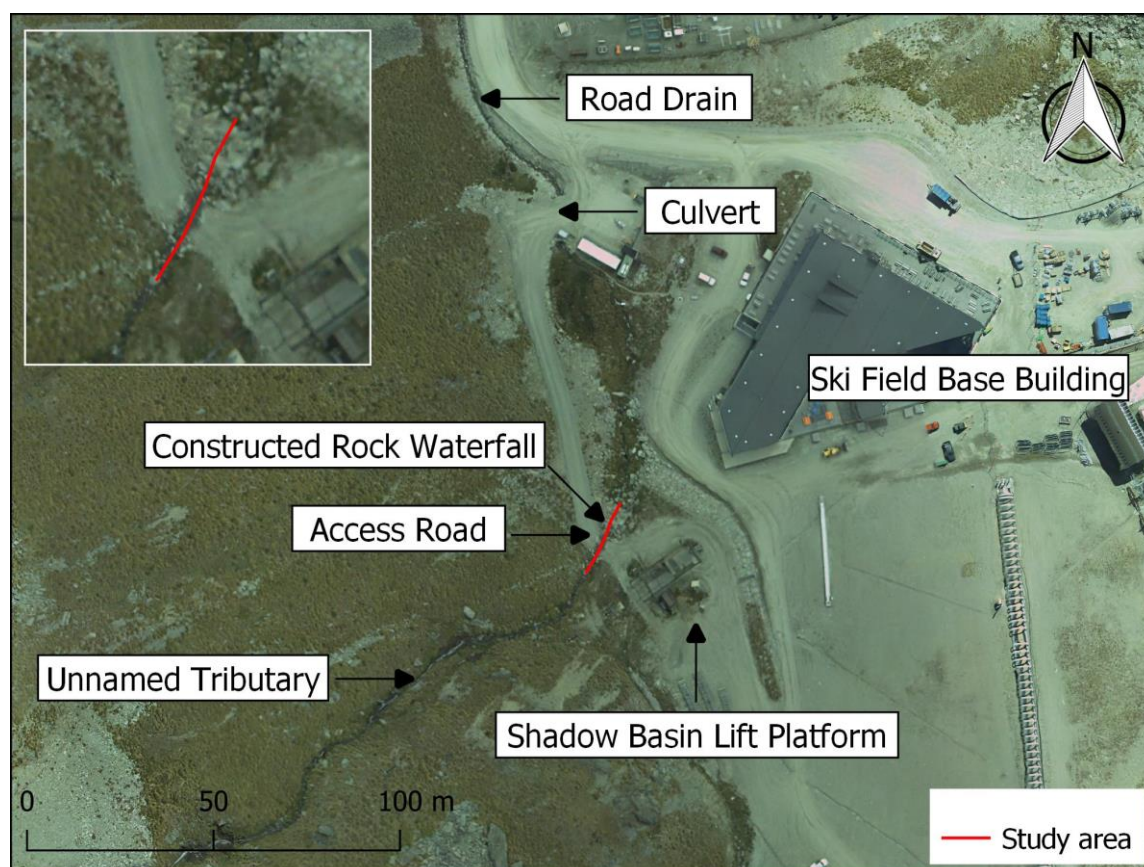 N
Road Drain
Culvert
Ski Field Base Building
Constructed Rock Waterfall
Access Road
Unnamed Tributary
Shadow Basin Lift Platform
0 50 100 m
Study area